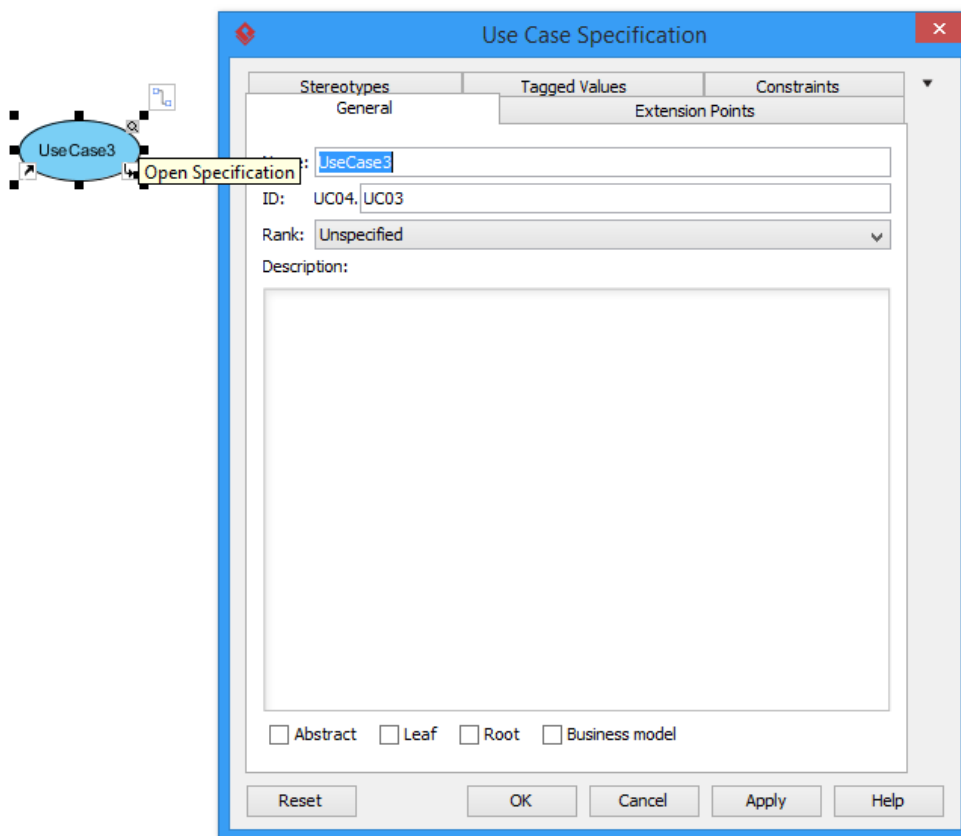 Use Case Specification
Stereotypes Tagged Values Constraints
General Extension Points
UseCase3
Open Specification
UseCase3
ID: UC04. UC03
Rank: Unspecified
Description:
Abstract Leaf Root Business model
Reset OK Cancel Apply Help